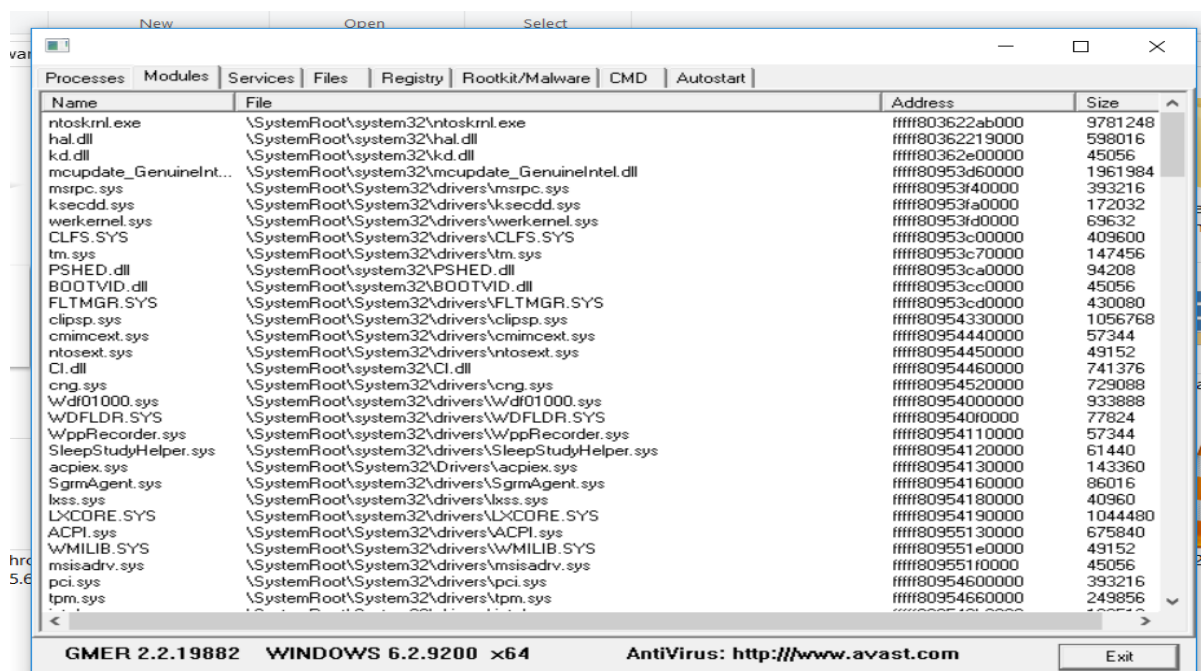 New Open Select
var
Processes Modules Services Files Registry Rootkit/Malware CMD Autostart
Name File Address Size
ntoskrnl.exe \SystemRoot\system32\ntoskrnl.exe fffff803622ab000 9781248
hal.dll \SystemRoot\system32\hal.dll fffff80362219000 598016
kd.dll \SystemRoot\system32\kd.dll fffff80362e00000 45056
mcupdate_GenuineInt... \SystemRoot\system32\mcupdate_GenuineIntel.dll fffff80953d60000 1961984
msrpc.sys \SystemRoot\System32\drivers\msrpc.sys fffff80953f40000 393216
ksecdd.sys \SystemRoot\System32\drivers\ksecdd.sys fffff80953fa0000 172032
werkernel.sys \SystemRoot\System32\drivers\werkernel.sys fffff80953fd0000 69632
CLFS.SYS \SystemRoot\System32\drivers\CLFS.SYS fffff80953c00000 409600
tm.sys \SystemRoot\System32\drivers\tm.sys fffff80953c70000 147456
PSHED.dll \SystemRoot\system32\PSHED.dll fffff80953ca0000 94208
BOOTVID.dll \SystemRoot\system32\BOOTVID.dll fffff80953cc0000 45056
FLTMGR.SYS \SystemRoot\System32\drivers\FLTMGR.SYS fffff80953cd0000 430080
clipsp.sys \SystemRoot\System32\drivers\clipsp.sys fffff80954330000 1056768
cmimcext.sys \SystemRoot\System32\drivers\cmimcext.sys fffff80954440000 57344
ntosext.sys \SystemRoot\System32\drivers\ntosext.sys fffff80954450000 49152
CI.dll \SystemRoot\system32\CI.dll fffff80954460000 741376
cng.sys \SystemRoot\System32\drivers\cng.sys fffff80954520000 729088
Wdf01000.sys \SystemRoot\system32\drivers\Wdf01000.sys fffff80954000000 933888
WDFLDR.SYS \SystemRoot\system32\drivers\WDFLDR.SYS fffff809540f0000 77824
WppRecorder.sys \SystemRoot\system32\drivers\WppRecorder.sys fffff80954110000 57344
SleepStudyHelper.sys \SystemRoot\system32\drivers\SleepStudyHelper.sys fffff80954120000 61440
acpiex.sys \SystemRoot\System32\Drivers\acpiex.sys fffff80954130000 143360
SgrmAgent.sys \SystemRoot\system32\drivers\SgrmAgent.sys fffff80954160000 86016
lxss.sys \SystemRoot\system32\drivers\lxss.sys fffff80954180000 40960
LXCORE.SYS \SystemRoot\system32\drivers\LXCORE.SYS fffff80954190000 1044480
ACPI.sys \SystemRoot\System32\drivers\ACPI.sys fffff80955130000 675840
WMILIB.SYS \SystemRoot\System32\drivers\WMILIB.SYS fffff809551e0000 49152
msisadrv.sys \SystemRoot\System32\drivers\msisadrv.sys fffff809551f0000 45056
pci.sys \SystemRoot\System32\drivers\pci.sys fffff80954600000 393216
tpm.sys \SystemRoot\System32\drivers\tpm.sys fffff80954660000 249856
hro
5.6
GMER 2.2.19882 WINDOWS 6.2.9200 x64 AntiVirus: http:///www.avast.com Exit